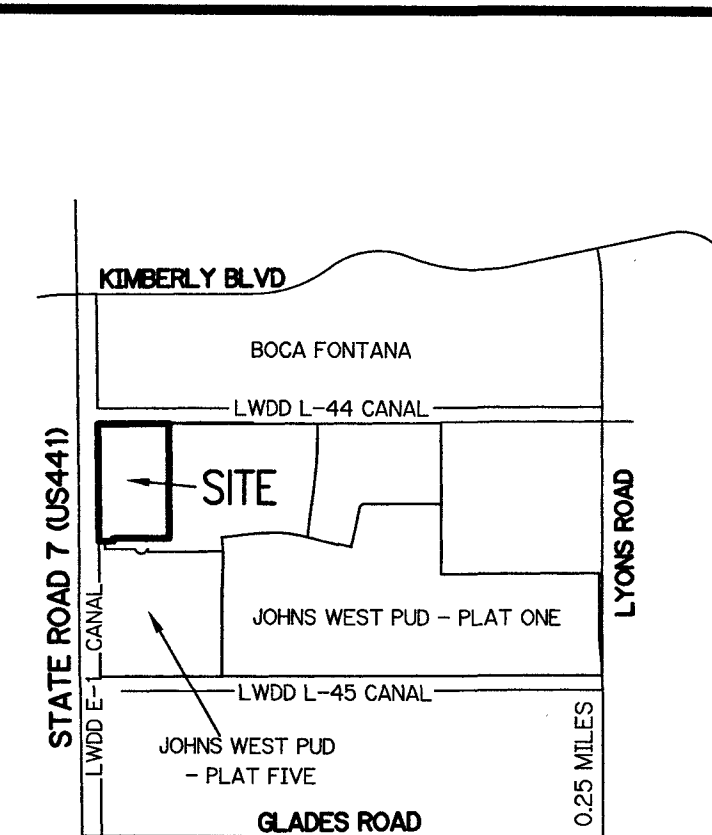 KIMBERLY BLVD
BOCA FONTANA
LWDD L-44 CANAL
STATE ROAD 7 (US441)
SITE
LYONS ROAD
LWDD E-1 CANAL
JOHNS WEST PUD - PLAT ONE
LWDD L-45 CANAL
JOHNS WEST PUD
- PLAT FIVE
0.25 MILES
GLADES ROAD